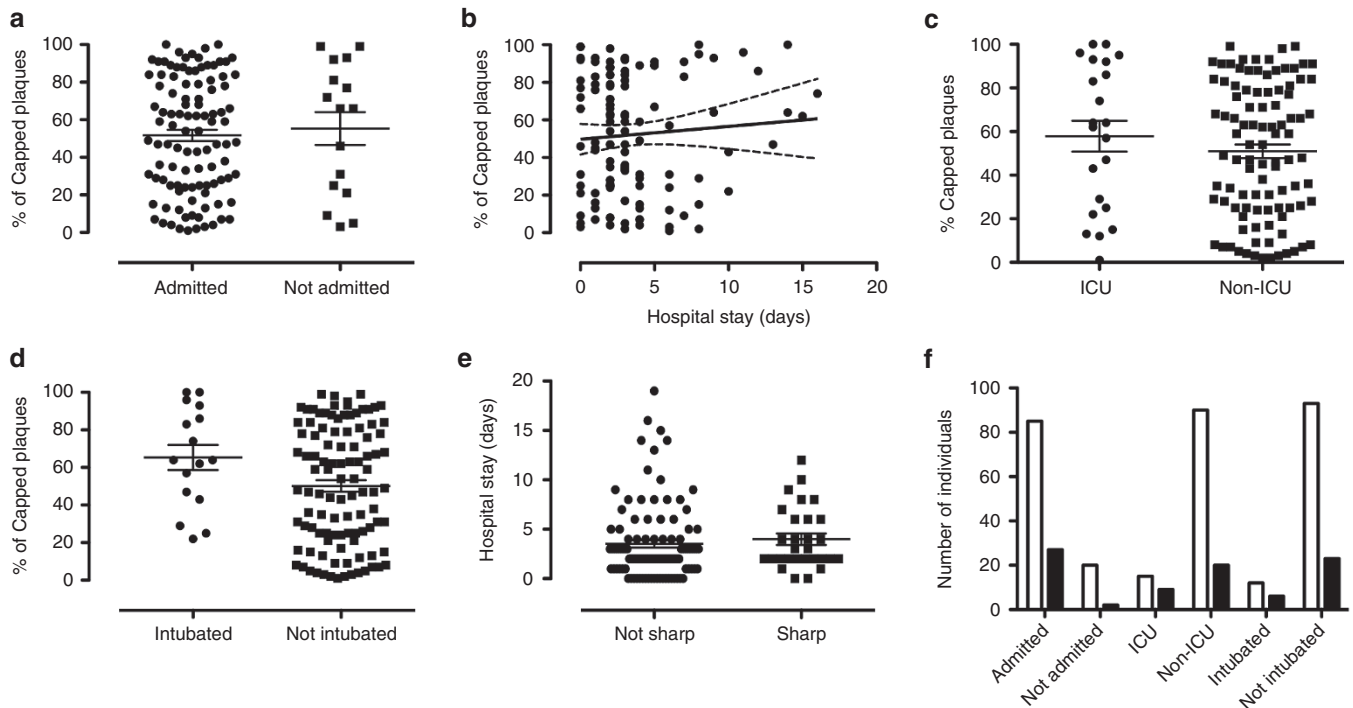 a
% of Capped plaques
100
80
60
40
20
0
Admitted
Not admitted
b
% of Capped plaques
100
80
60
40
20
0
0
5
10
15
20
Hospital stay (days)
c
% Capped plaques
100
80
60
40
20
0
ICU
Non-ICU
d
% of Capped plaques
100
80
60
40
20
0
Intubated
Not intubated
e
Hospital stay (days)
20
15
10
5
0
Not sharp
Sharp
f
Number of individuals
100
80
60
40
20
0
Admitted
Not admitted
ICU
Non-ICU
Intubated
Not intubated